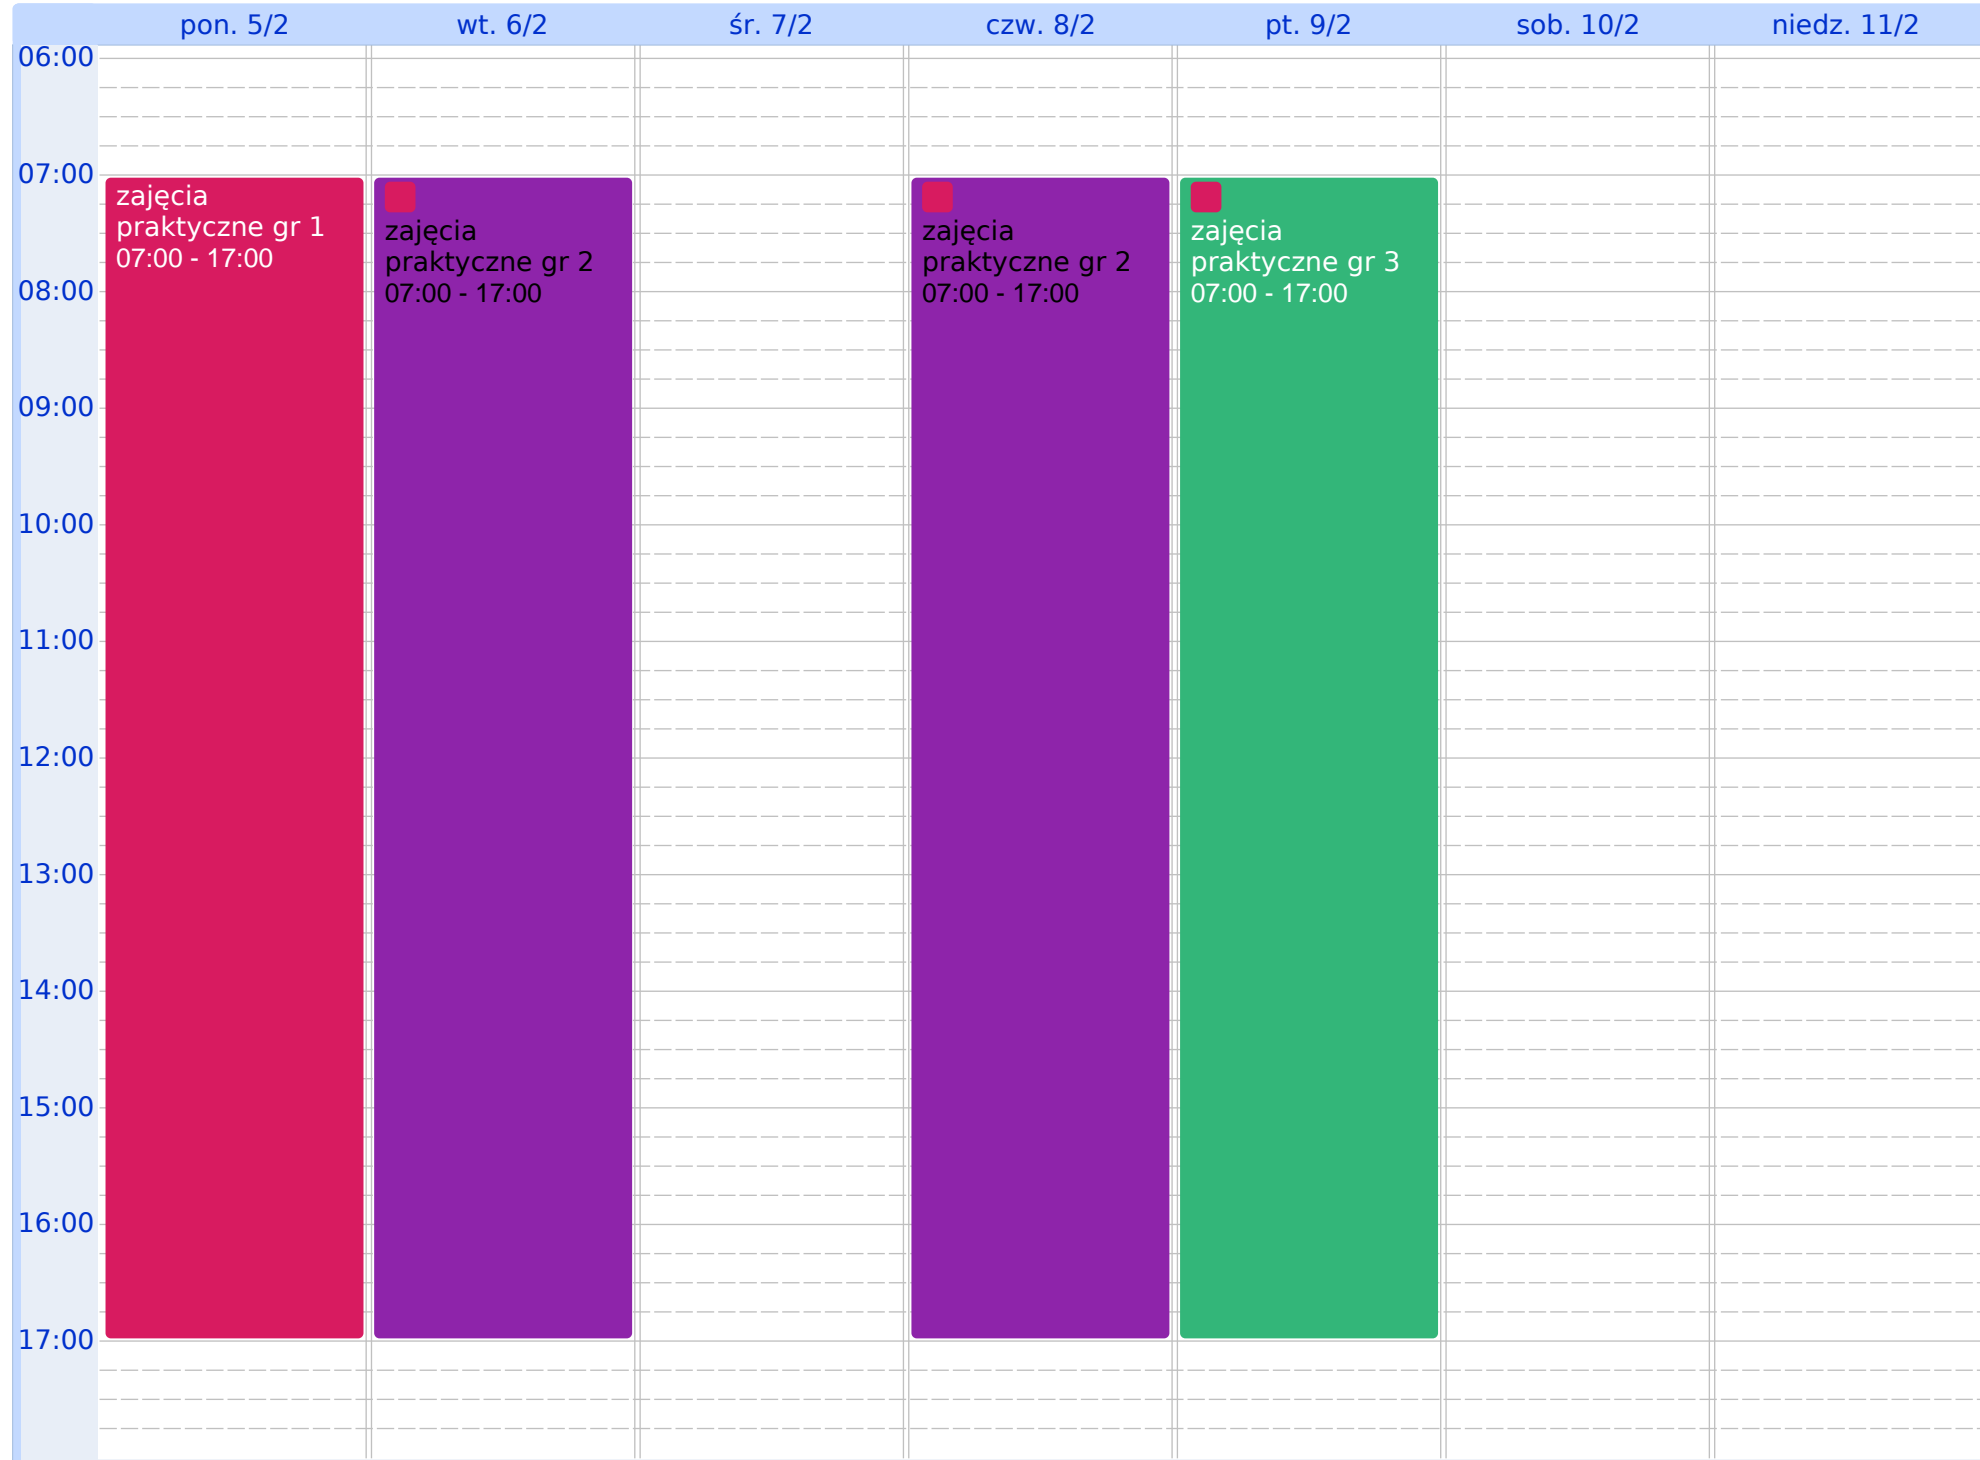 pon. 5/2
wt. 6/2
śr. 7/2
czw. 8/2
pt. 9/2
sob. 10/2
niedz. 11/2
06:00
07:00
08:00
09:00
10:00
11:00
12:00
13:00
14:00
15:00
16:00
17:00
zajęcia
praktyczne gr 1
07:00 - 17:00
zajęcia
praktyczne gr 2
07:00 - 17:00
zajęcia
praktyczne gr 2
07:00 - 17:00
zajęcia
praktyczne gr 3
07:00 - 17:00